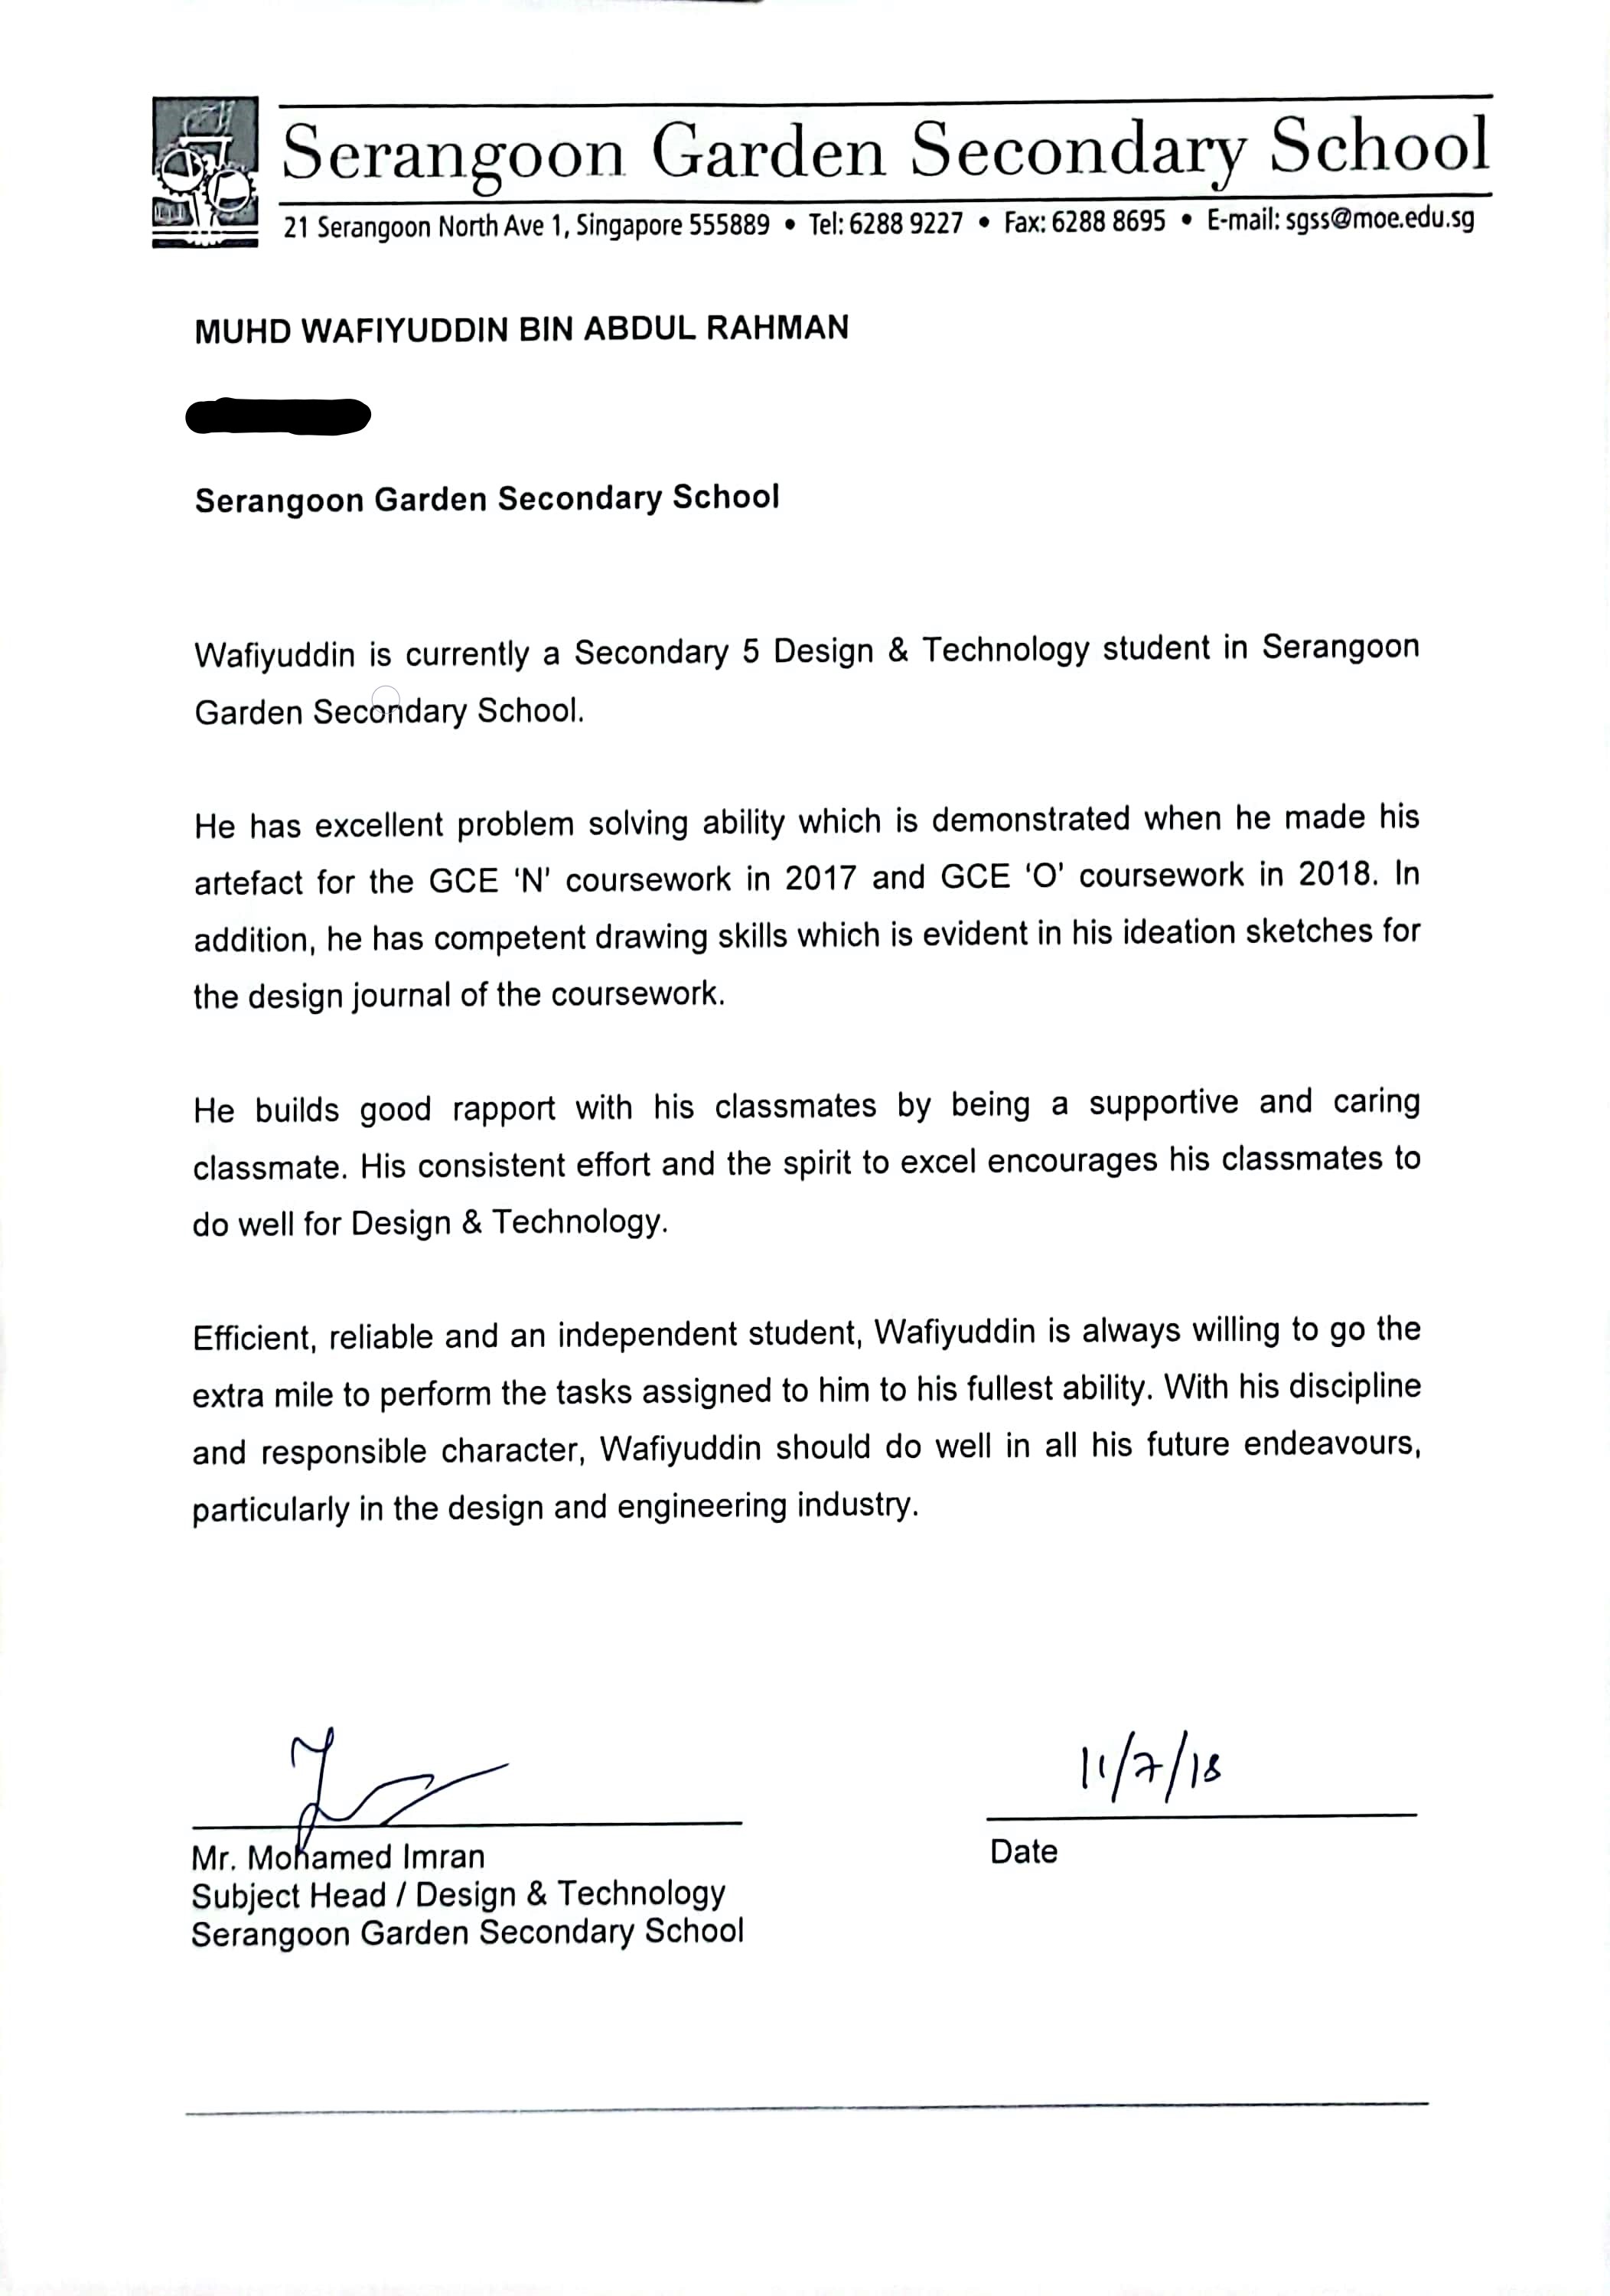 Serangoon Garden Secondary School
21 Serangoon North Ave 1, Singapore 555889 • Tel: 6288 9227 • Fax: 6288 8695 • E-mail: sgss@moe.edu.sg
MUHD WAFIYUDDIN BIN ABDUL RAHMAN
Serangoon Garden Secondary School
Wafiyuddin is currently a Secondary 5 Design & Technology student in Serangoon
Garden Secondary School.
He has excellent problem solving ability which is demonstrated when he made his
artefact for the GCE ‘N’ coursework in 2017 and GCE ‘O’ coursework in 2018. In
addition, he has competent drawing skills which is evident in his ideation sketches for
the design journal of the coursework.
He builds good rapport with his classmates by being a supportive and caring
classmate. His consistent effort and the spirit to excel encourages his classmates to
do well for Design & Technology.
Efficient, reliable and an independent student, Wafiyuddin is always willing to go the
extra mile to perform the tasks assigned to him to his fullest ability. With his discipline
and responsible character, Wafiyuddin should do well in all his future endeavours,
particularly in the design and engineering industry.
11/7/18
Mr. Mohamed Imran
Date
Subject Head / Design & Technology
Serangoon Garden Secondary School